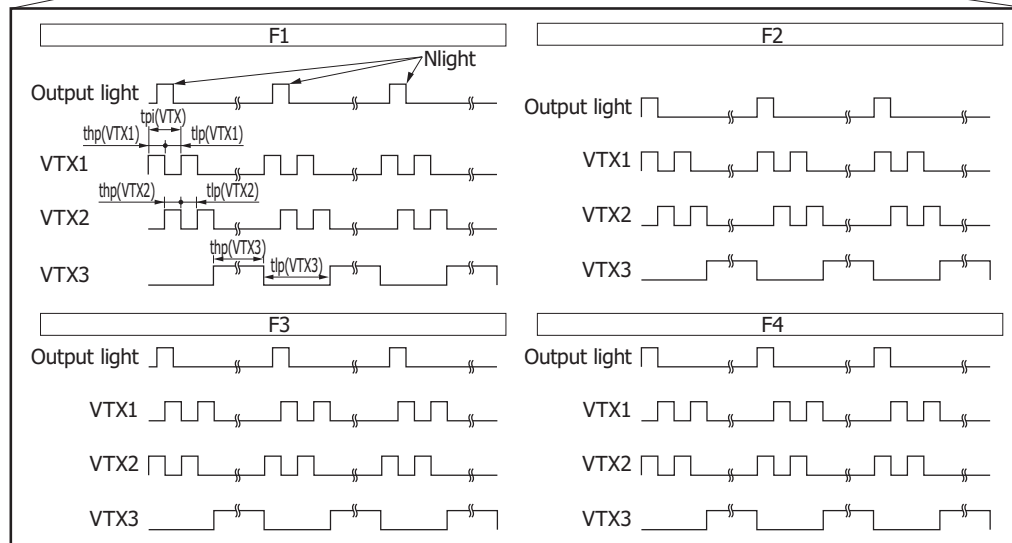 F1
Nlight
Output light
tpi(VTX)
thp(VTX1)
tlp(VTX1)
VTX1
thp(VTX2)
tlp(VTX2)
VTX2
thp(VTX3)
tlp(VTX3)
VTX3
F2
Output light
VTX1
VTX2
VTX3
F3
Output light
VTX1
VTX2
VTX3
F4
Output light
VTX1
VTX2
VTX3